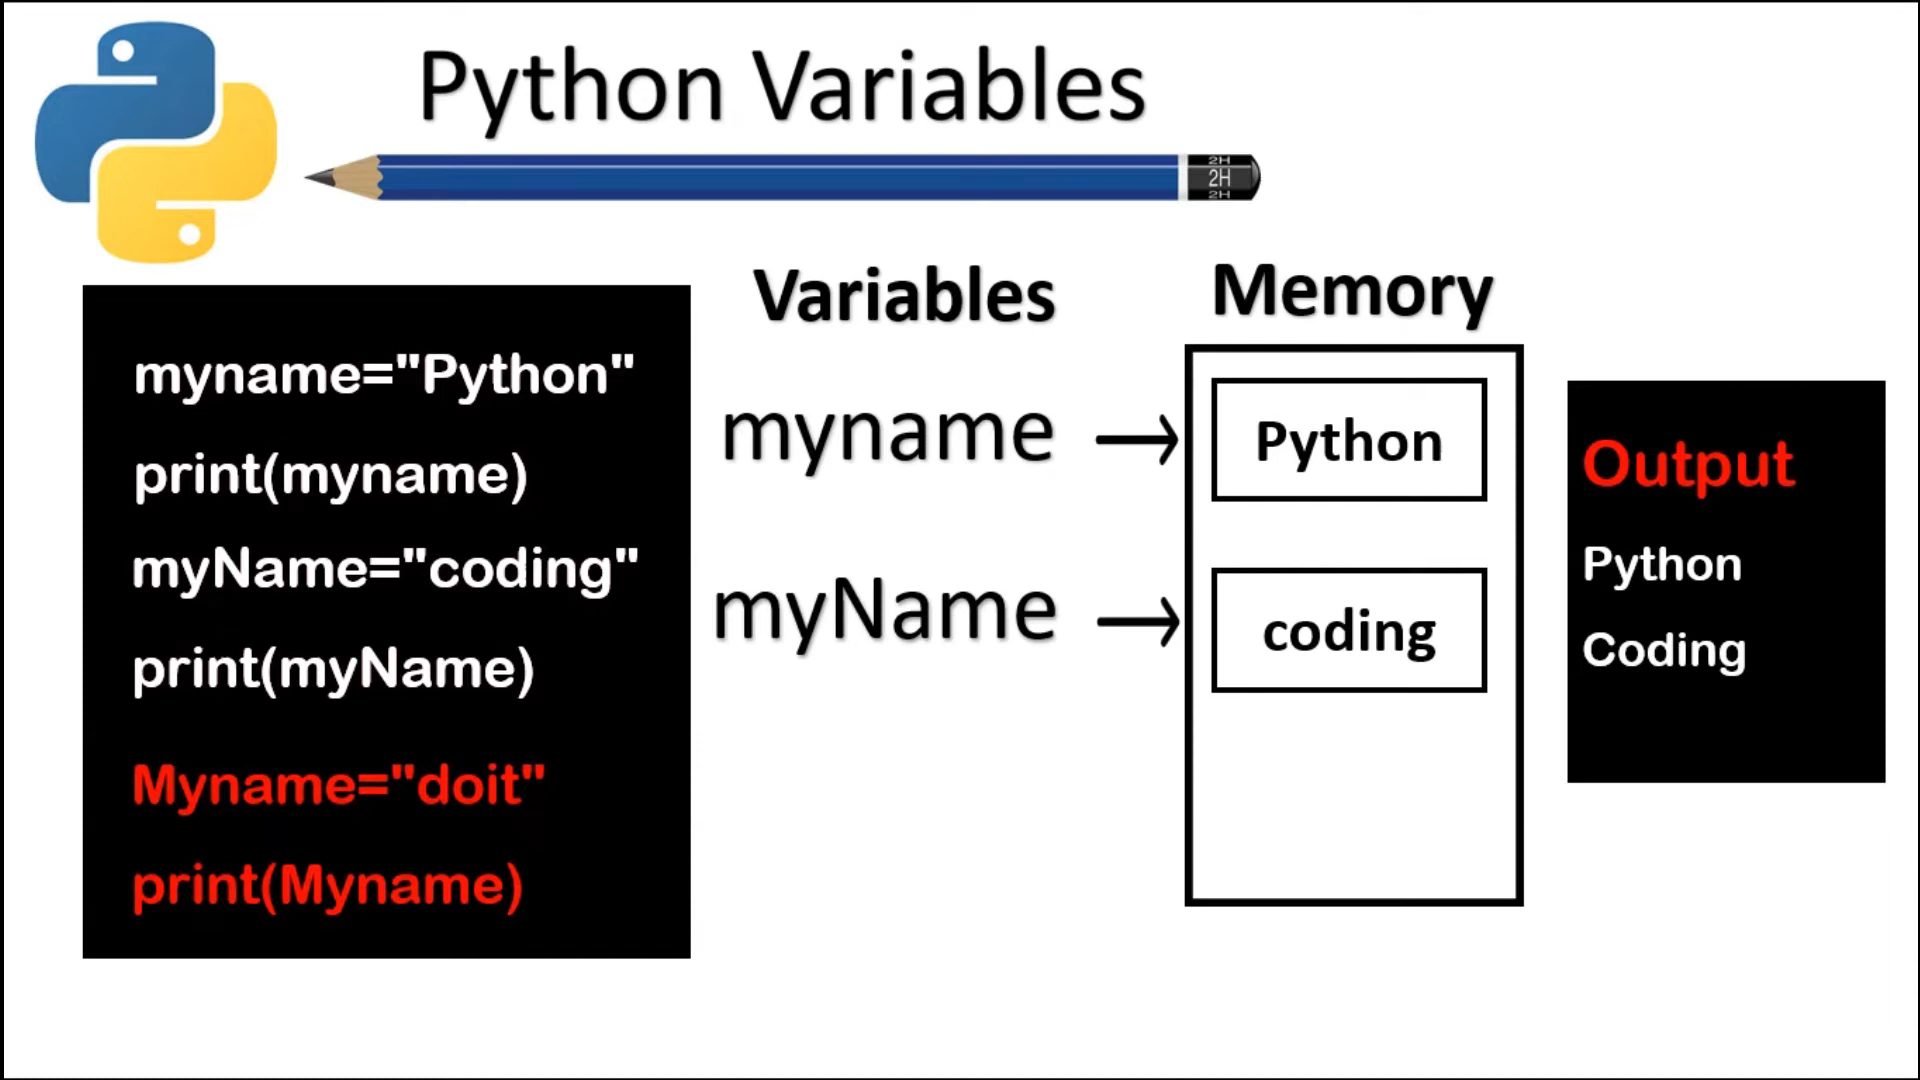 Python Variables
2H
2H
2H
myname="Python"
print(myname)
myName="coding"
print(myName)
Myname="doit"
print(Myname)
Variables
myname
myName
Memory
Python
coding
Output
Python
Coding